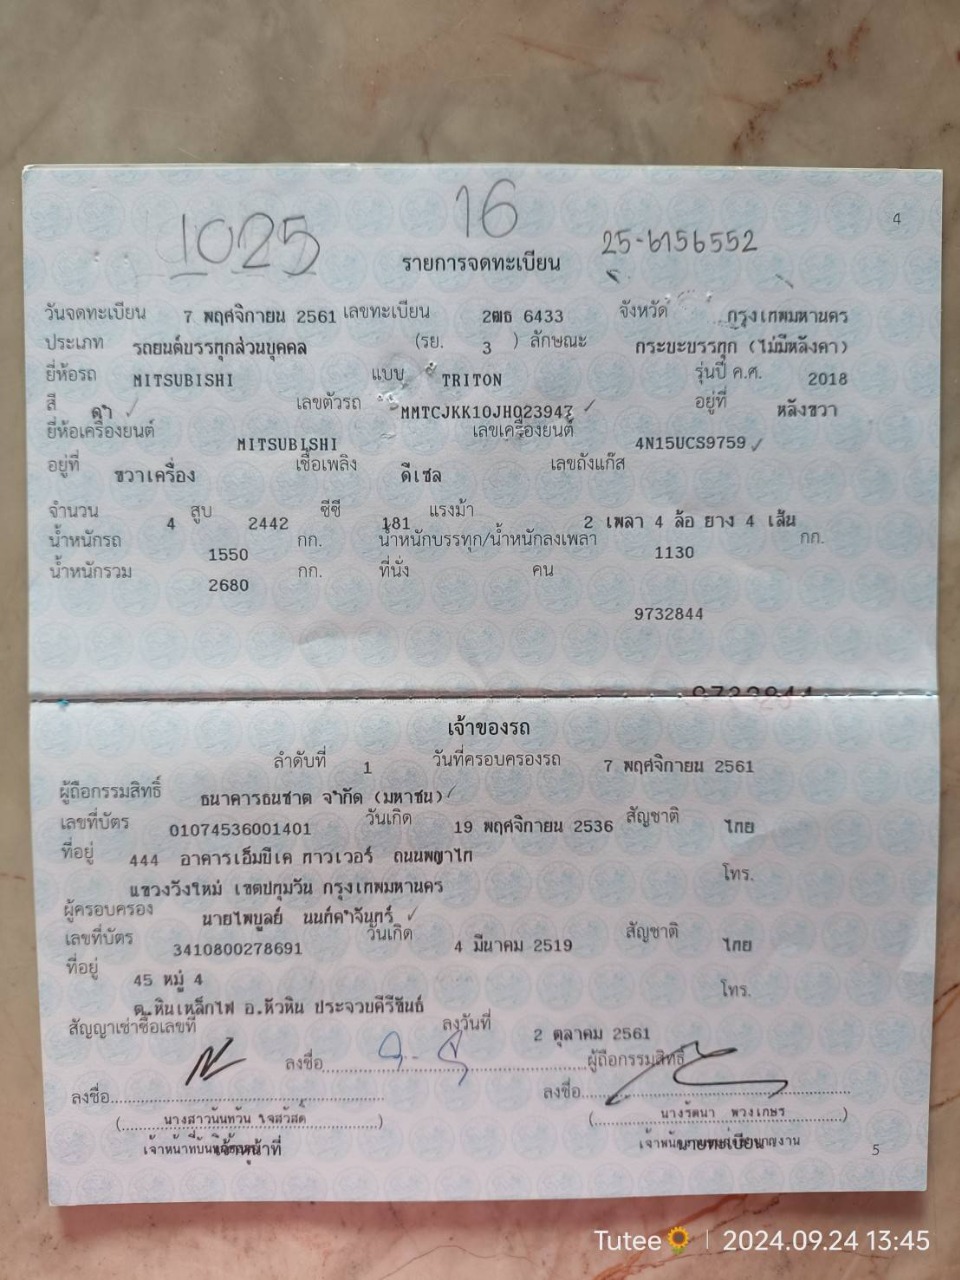 4
1025
16
25-6156552
รายการจดทะเบียน
วันจดทะเบียน 7 พฤศจิกายน 2561 เลขทะเบียน 2ฒธ 6433 จังหวัด กรุงเทพมหานคร
ประเภท รถยนต์บรรทุกส่วนบุคคล (รย. 3 ) ลักษณะ กระบะบรรทุก (ไม่มีหลังคา)
ยี่ห้อรถ MITSUBISHI แบบ TRITON รุ่นปี ค.ศ. 2018
สี ดำ ✓ เลขตัวรถ MMTCJKK10JH023947 ✓ อยู่ที่ หลังขวา
ยี่ห้อเครื่องยนต์ MITSUBISHI เลขเครื่องยนต์ 4N15UCS9759 ✓
อยู่ที่ ขวาเครื่อง เชื้อเพลิง ดีเซล เลขถังแก๊ส
จำนวน 4 สูบ 2442 ซีซี 181 แรงม้า 2 เพลา 4 ล้อ ยาง 4 เส้น
น้ำหนักรถ 1550 กก. น้ำหนักบรรทุก/น้ำหนักลงเพลา 1130 กก.
น้ำหนักรวม 2680 กก. ที่นั่ง คน
9732844
เจ้าของรถ
ลำดับที่ 1 วันที่ครอบครองรถ 7 พฤศจิกายน 2561
ผู้ถือกรรมสิทธิ์ ธนาคารธนชาต จำกัด (มหาชน) ✓
เลขที่บัตร 01074536001401 วันเกิด 19 พฤศจิกายน 2536 สัญชาติ ไทย
ที่อยู่ 444 อาคารเอ็มบีเค ทาวเวอร์ ถนนพญาไท
แขวงวังใหม่ เขตปทุมวัน กรุงเทพมหานคร โทร.
ผู้ครอบครอง นายไพบูลย์ นนท์คำจันทร์ ✓
เลขที่บัตร 3410800278691 วันเกิด 4 มีนาคม 2519 สัญชาติ ไทย
ที่อยู่ 45 หมู่ 4 โทร.
ต.หินเหล็กไฟ อ.หัวหิน ประจวบคีรีขันธ์
สัญญาเช่าซื้อเลขที่ ลงวันที่ 2 ตุลาคม 2561
ลงชื่อ ผู้ถือกรรมสิทธิ์
ลงชื่อ ลงชื่อ
(นางสาวนันทวัน ใจสวัสดิ์) (นางรัตนา พวงเกษร)
เจ้าหน้าที่ นายทะเบียน
5
Tutee🌻 | 2024.09.24 13:45